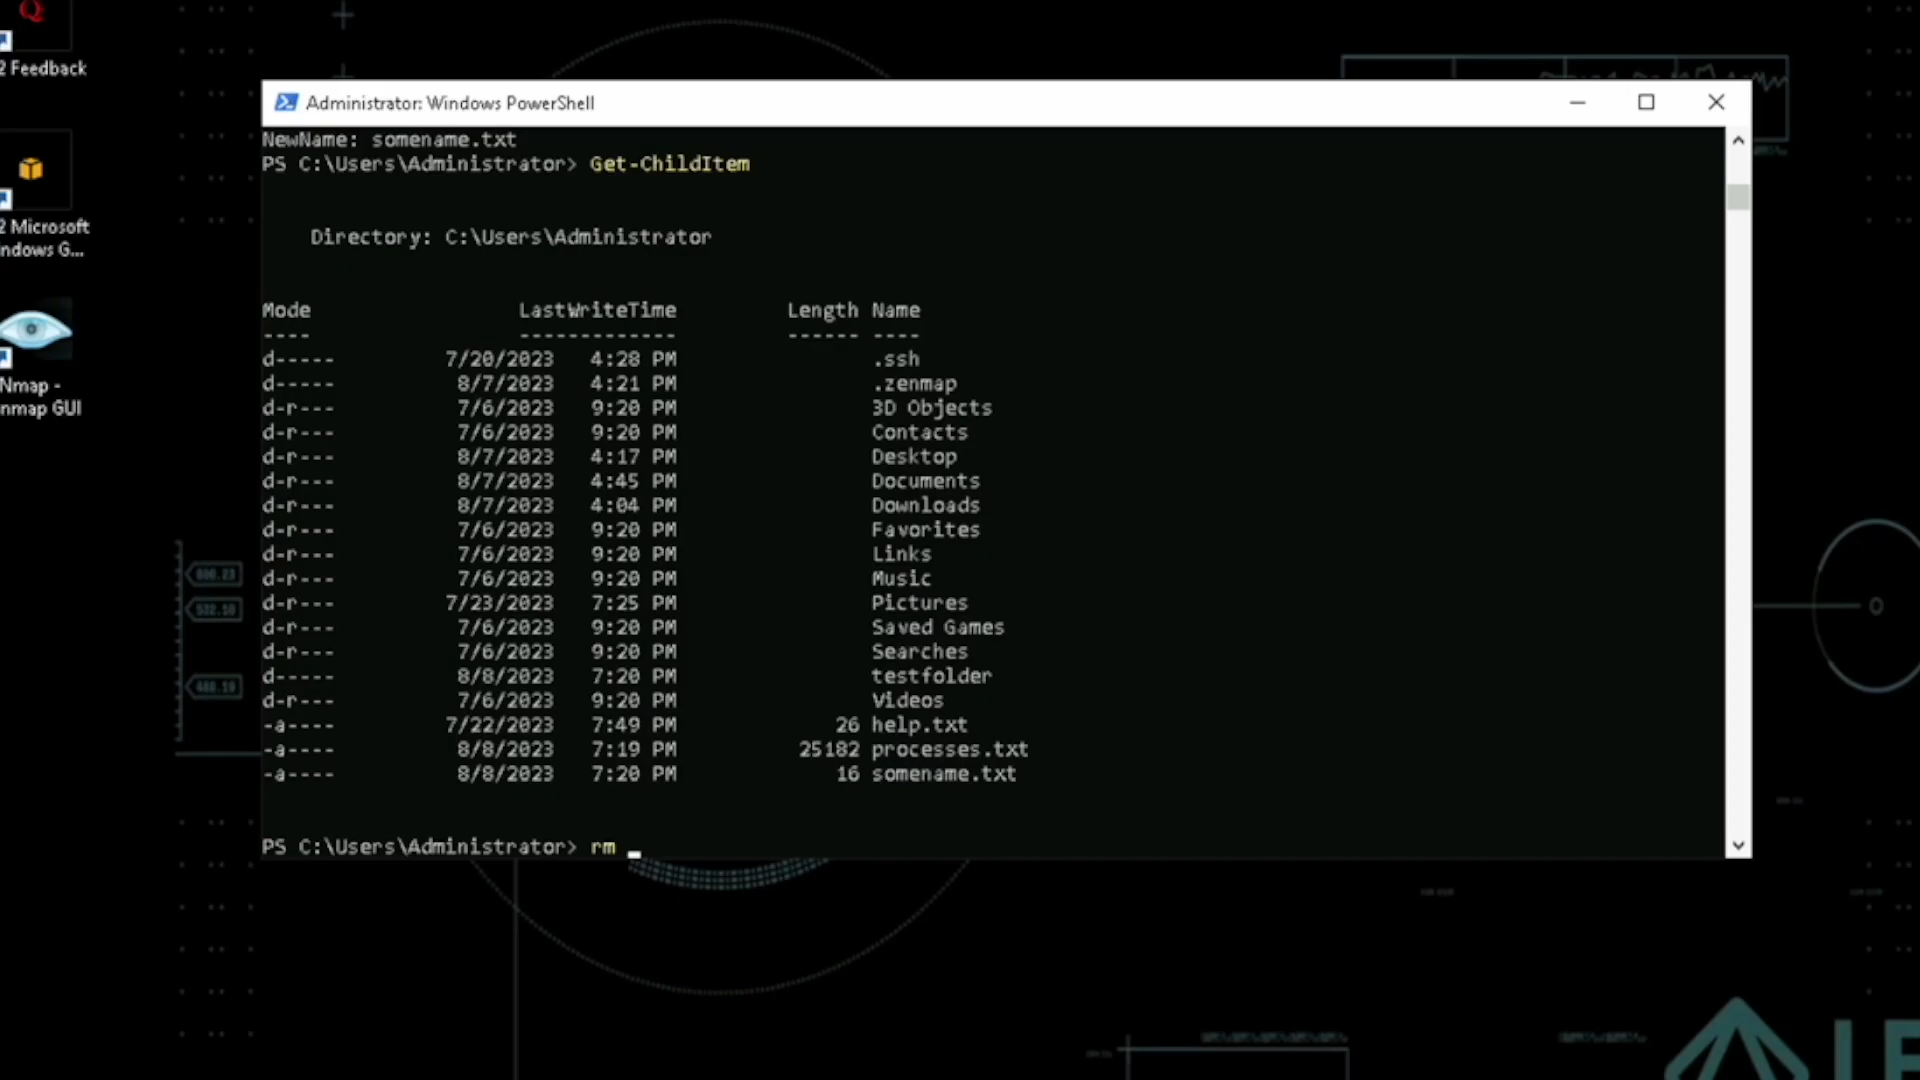 2 Feedback
2 Microsoft
ndows G...
Nmap -
nmap GUI
Administrator: Windows PowerShell
NewName: somename.txt
PS C:\Users\Administrator> Get-ChildItem
Directory: C:\Users\Administrator
Mode LastWriteTime Length Name
---- ------------- ------ ----
d----- 7/20/2023 4:28 PM .ssh
d----- 8/7/2023 4:21 PM .zenmap
d-r--- 7/6/2023 9:20 PM 3D Objects
d-r--- 7/6/2023 9:20 PM Contacts
d-r--- 8/7/2023 4:17 PM Desktop
d-r--- 8/7/2023 4:45 PM Documents
d-r--- 8/7/2023 4:04 PM Downloads
d-r--- 7/6/2023 9:20 PM Favorites
d-r--- 7/6/2023 9:20 PM Links
d-r--- 7/6/2023 9:20 PM Music
d-r--- 7/23/2023 7:25 PM Pictures
d-r--- 7/6/2023 9:20 PM Saved Games
d-r--- 7/6/2023 9:20 PM Searches
d----- 8/8/2023 7:20 PM testfolder
d-r--- 7/6/2023 9:20 PM Videos
-a---- 7/22/2023 7:49 PM 26 help.txt
-a---- 8/8/2023 7:19 PM 25182 processes.txt
-a---- 8/8/2023 7:20 PM 16 somename.txt
PS C:\Users\Administrator> rm